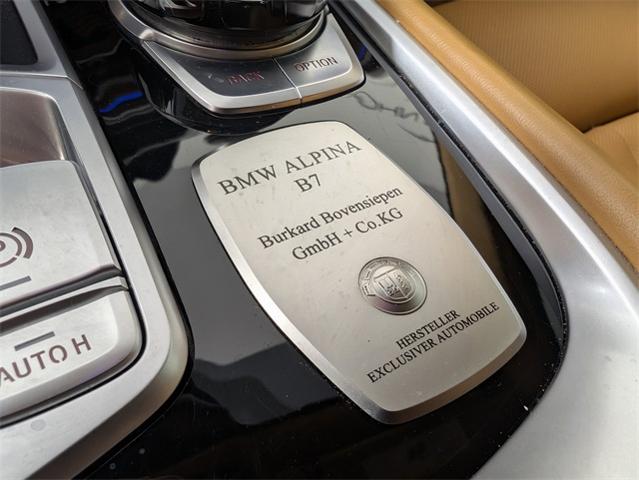 BACK
OPTION
BMW ALPINA
B7
Burkard Bovensiepen
GmbH + Co.KG
HERSTELLER
EXCLUSIVER AUTOMOBILE
AUTO H